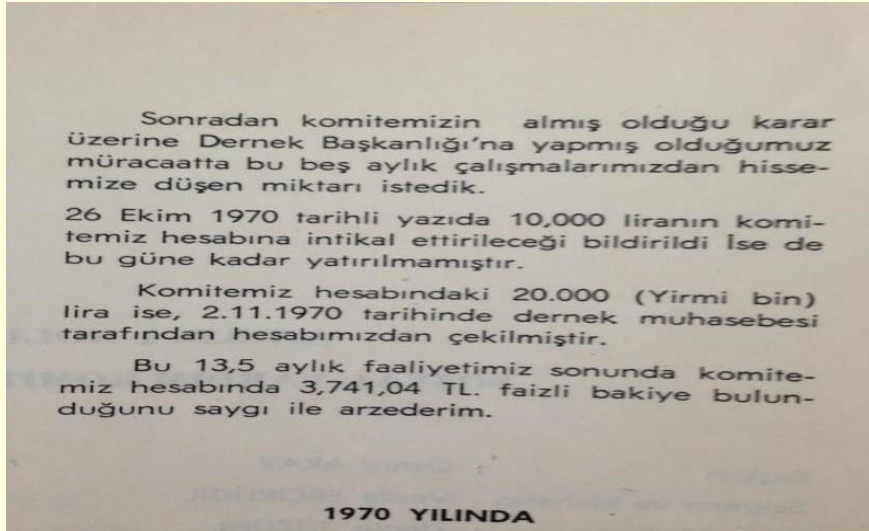 Sonradan komitemizin almış olduğu karar
üzerine Dernek Başkanlığı'na yapmış olduğumuz
müracaatta bu beş aylık çalışmalarımızdan hisse-
mize düşen miktarı istedik.
26 Ekim 1970 tarihli yazıda 10,000 liranın komi-
temiz hesabına intikal ettirileceği bildirildi İse de
bu güne kadar yatırılmamıştır.
Komitemiz hesabındaki 20.000 (Yirmi bin)
lira ise, 2.11.1970 tarihinde dernek muhasebesi
tarafından hesabımızdan çekilmiştir.
Bu 13,5 aylık faaliyetimiz sonunda komite-
miz hesabında 3,741,04 TL. faizli bakiye bulun-
duğunu saygı ile arzederim.
1970 YILINDA